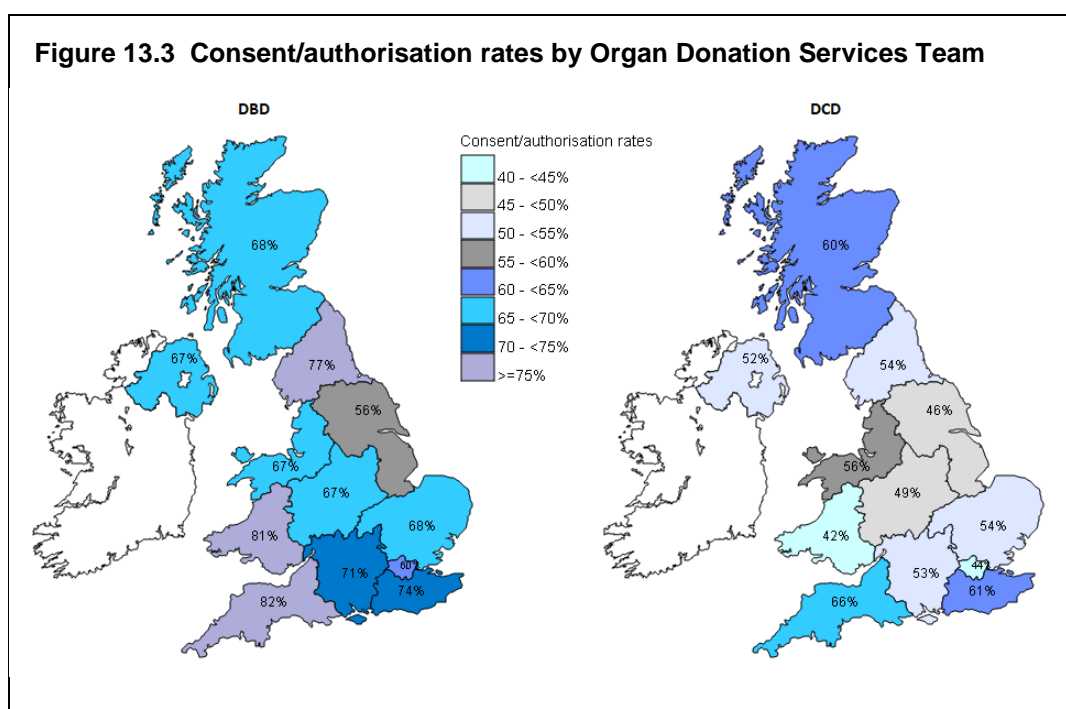 Figure 13.3 Consent/authorisation rates by Organ Donation Services Team
DBD
DCD
Consent/authorisation rates
40 - <45%
45 - <50%
50 - <55%
55 - <60%
60 - <65%
65 - <70%
70 - <75%
>=75%
68%
67%
77%
56%
67%
67%
68%
81%
71%
60%
74%
82%
60%
52%
54%
46%
56%
49%
54%
42%
53%
44%
61%
66%